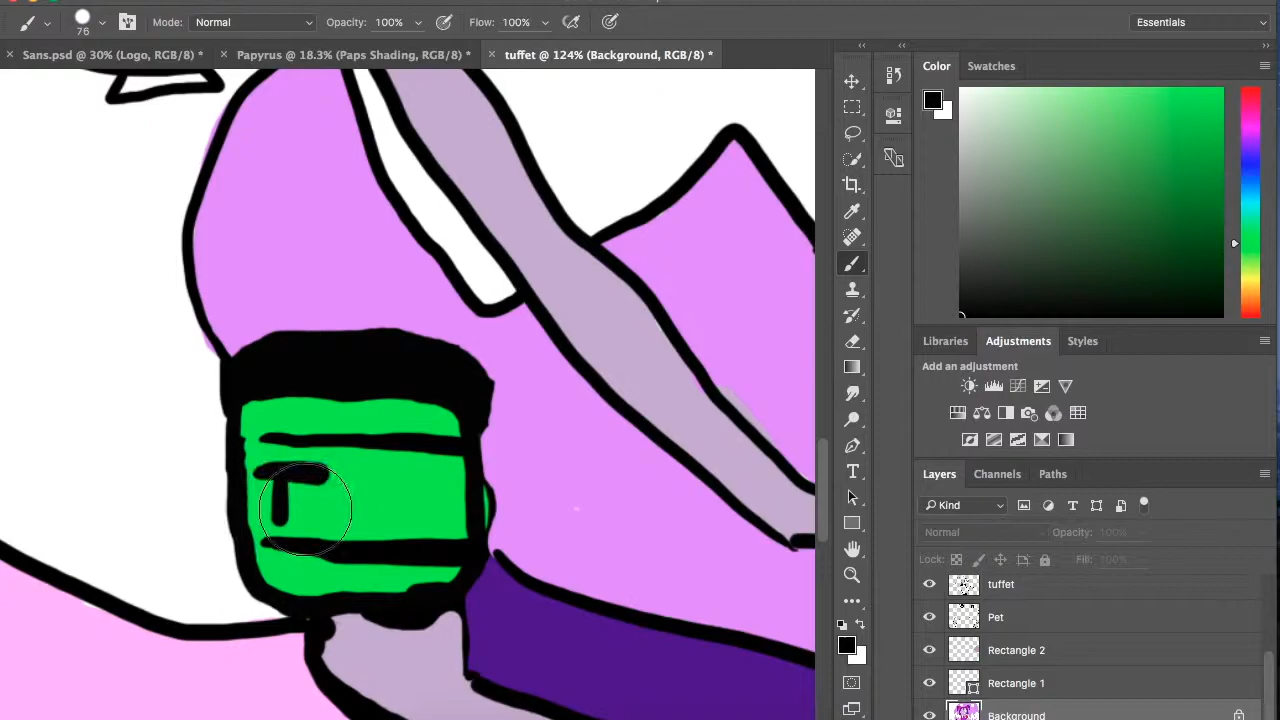 76
Mode: Normal
Opacity: 100%
Flow: 100%
Essentials
Sans.psd @ 30% (Logo, RGB/8) *
Papyrus @ 18.3% (Paps Shading, RGB/8) *
tuffet @ 124% (Background, RGB/8) *
Color
Swatches
Libraries
Adjustments
Styles
Add an adjustment
Layers
Channels
Paths
Kind
Normal
Opacity: 100%
Lock:
Fill: 100%
tuffet
Pet
Rectangle 2
Rectangle 1
Background
T